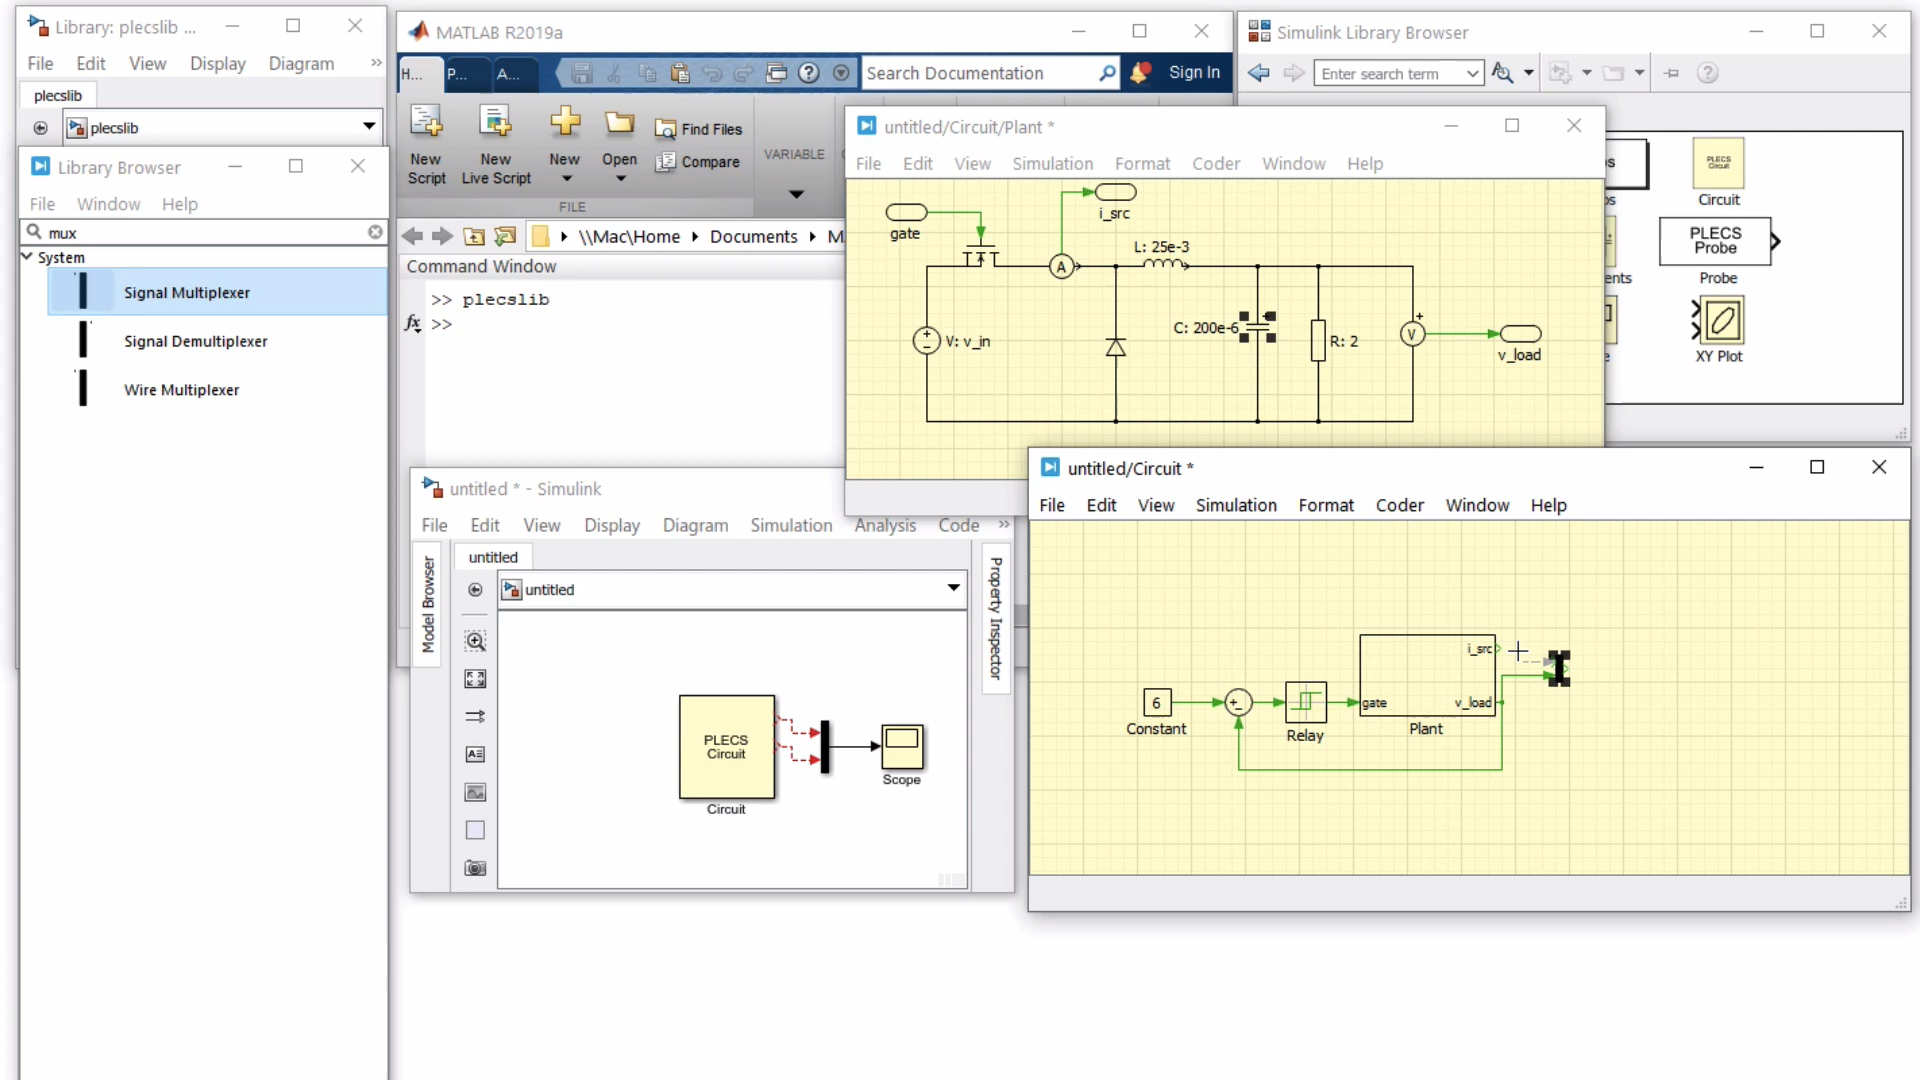 Library: plecslib ...
File Edit View Display Diagram »
plecslib
plecslib
Library Browser
File Window Help
mux
System
Signal Multiplexer
Signal Demultiplexer
Wire Multiplexer
MATLAB R2019a
H... P... A...
Search Documentation
Sign In
New Script
New Live Script
New
Open
Find Files
Compare
VARIABLE
FILE
\\Mac\Home Documents M
Command Window
>> plecslib
fx >>
Simulink Library Browser
Enter search term
PLECS Circuit
Circuit
PLECS Probe
Probe
XY Plot
untitled/Circuit/Plant *
File Edit View Simulation Format Coder Window Help
gate
i_src
A
L: 25e-3
V: v_in
C: 200e-6
R: 2
V
v_load
untitled * - Simulink
File Edit View Display Diagram Simulation Analysis Code »
Model Browser
untitled
untitled
Property Inspector
PLECS Circuit
Circuit
Scope
untitled/Circuit *
File Edit View Simulation Format Coder Window Help
6
Constant
Relay
gate
i_src
v_load
Plant